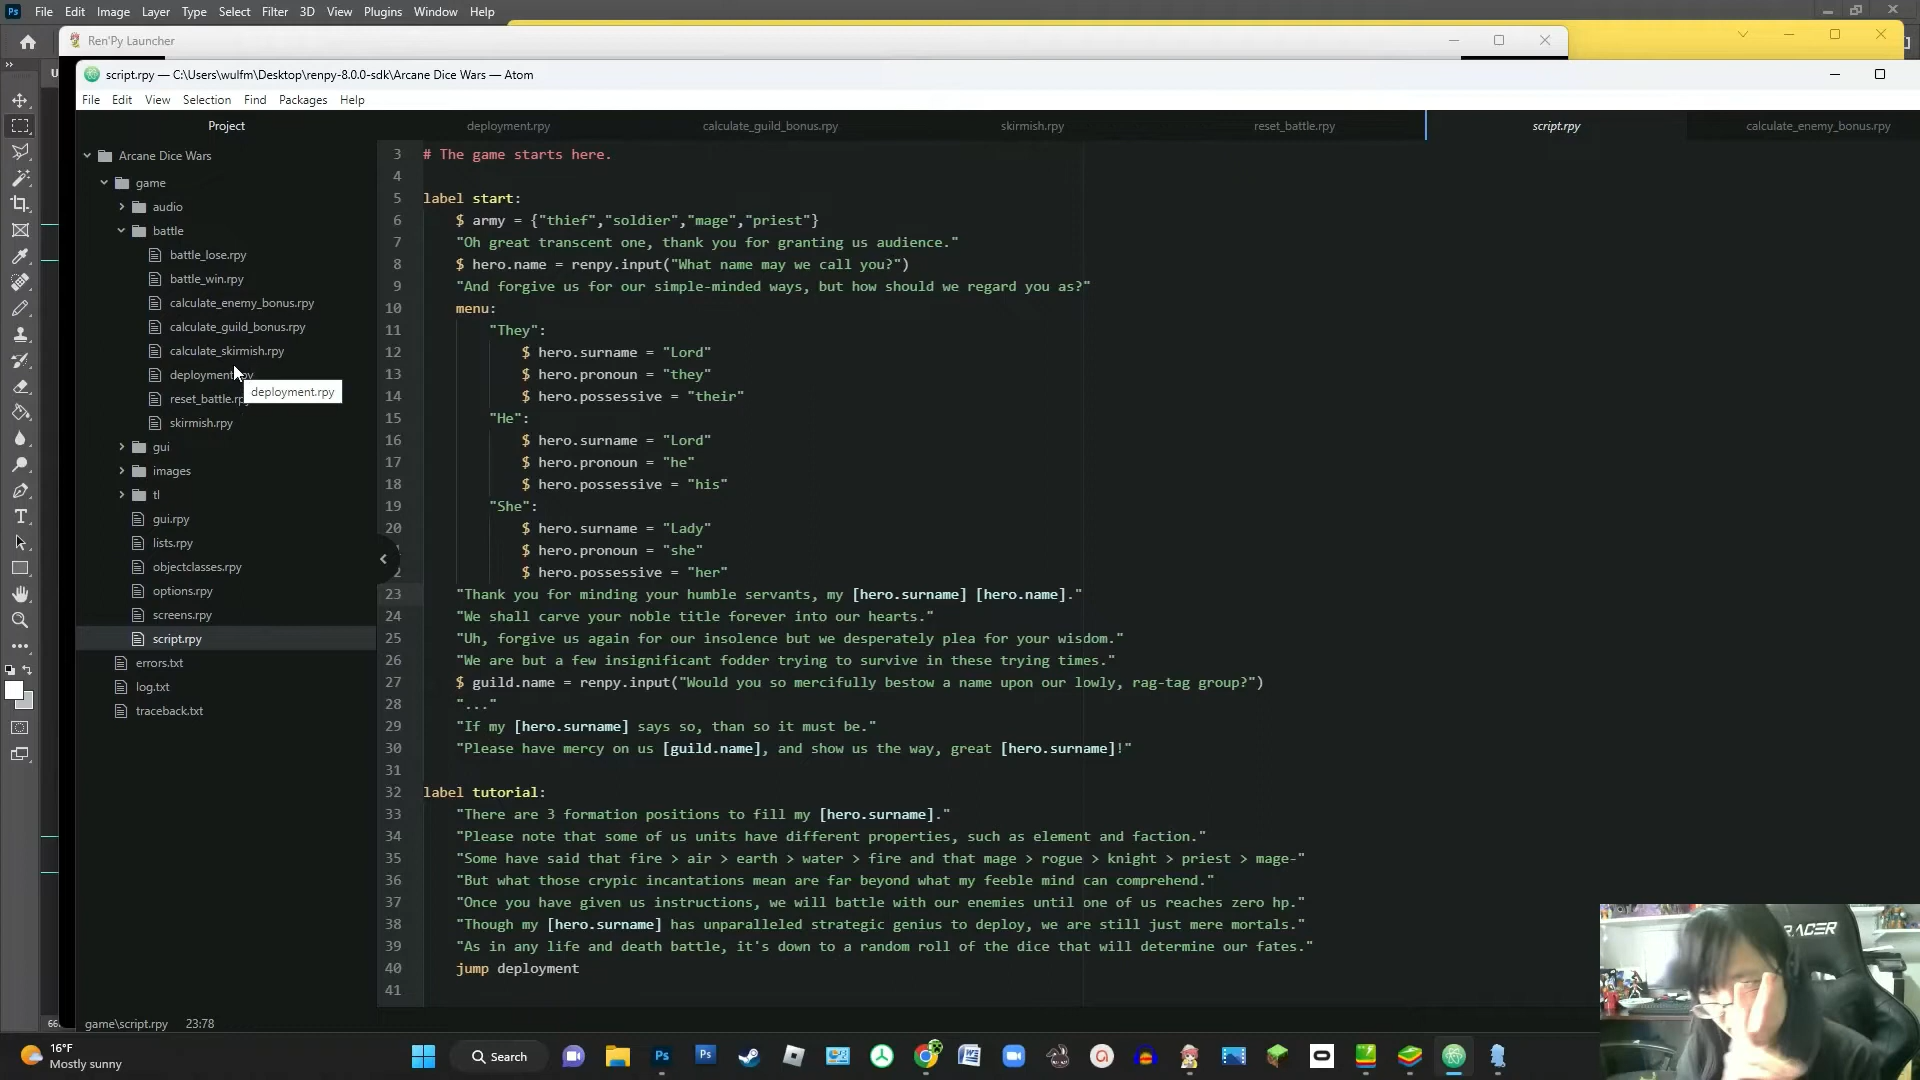 File Edit Image Layer Type Select Filter 3D View Plugins Window Help
Ren'Py Launcher
script.rpy — C:\Users\wulfm\Desktop\renpy-8.0.0-sdk\Arcane Dice Wars — Atom
File Edit View Selection Find Packages Help
Project
deployment.rpy
calculate_guild_bonus.rpy
skirmish.rpy
reset_battle.rpy
script.rpy
calculate_enemy_bonus.rpy
Arcane Dice Wars
game
audio
battle
battle_lose.rpy
battle_win.rpy
calculate_enemy_bonus.rpy
calculate_guild_bonus.rpy
calculate_skirmish.rpy
deployment.rpy
deployment.rpy
reset_battle.rpy
skirmish.rpy
gui
images
tl
gui.rpy
lists.rpy
objectclasses.rpy
options.rpy
screens.rpy
script.rpy
errors.txt
log.txt
traceback.txt
3 # The game starts here.
4
5 label start:
6 $ army = {"thief","soldier","mage","priest"}
7 "Oh great transcent one, thank you for granting us audience."
8 $ hero.name = renpy.input("What name may we call you?")
9 "And forgive us for our simple-minded ways, but how should we regard you as?"
10 menu:
11 "They":
12 $ hero.surname = "Lord"
13 $ hero.pronoun = "they"
14 $ hero.possessive = "their"
15 "He":
16 $ hero.surname = "Lord"
17 $ hero.pronoun = "he"
18 $ hero.possessive = "his"
19 "She":
20 $ hero.surname = "Lady"
$ hero.pronoun = "she"
2 $ hero.possessive = "her"
23 "Thank you for minding your humble servants, my [hero.surname] [hero.name]."
24 "We shall carve your noble title forever into our hearts."
25 "Uh, forgive us again for our insolence but we desperately plea for your wisdom."
26 "We are but a few insignificant fodder trying to survive in these trying times."
27 $ guild.name = renpy.input("Would you so mercifully bestow a name upon our lowly, rag-tag group?")
28 "..."
29 "If my [hero.surname] says so, than so it must be."
30 "Please have mercy on us [guild.name], and show us the way, great [hero.surname]!"
31
32 label tutorial:
33 "There are 3 formation positions to fill my [hero.surname]."
34 "Please note that some of us units have different properties, such as element and faction."
35 "Some have said that fire > air > earth > water > fire and that mage > rogue > knight > priest > mage-"
36 "But what those crypic incantations mean are far beyond what my feeble mind can comprehend."
37 "Once you have given us instructions, we will battle with our enemies until one of us reaches zero hp."
38 "Though my [hero.surname] has unparalleled strategic genius to deploy, we are still just mere mortals."
39 "As in any life and death battle, it's down to a random roll of the dice that will determine our fates."
40 jump deployment
41
game\script.rpy 23:78
16°F
Mostly sunny
Search